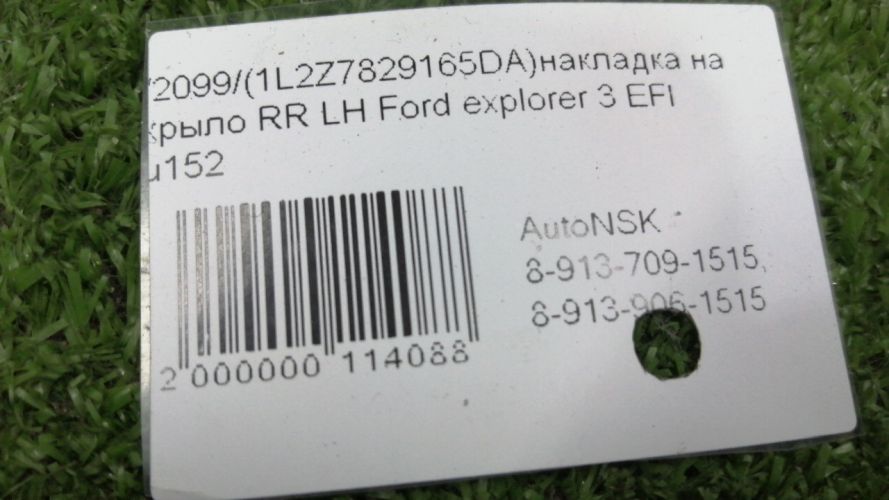 /2099/(1L2Z7829165DA)накладка на
крыло RR LH Ford explorer 3 EFI
u152
AutoNSK
8-913-709-1515,
8-913-906-1515
2 000000 114088